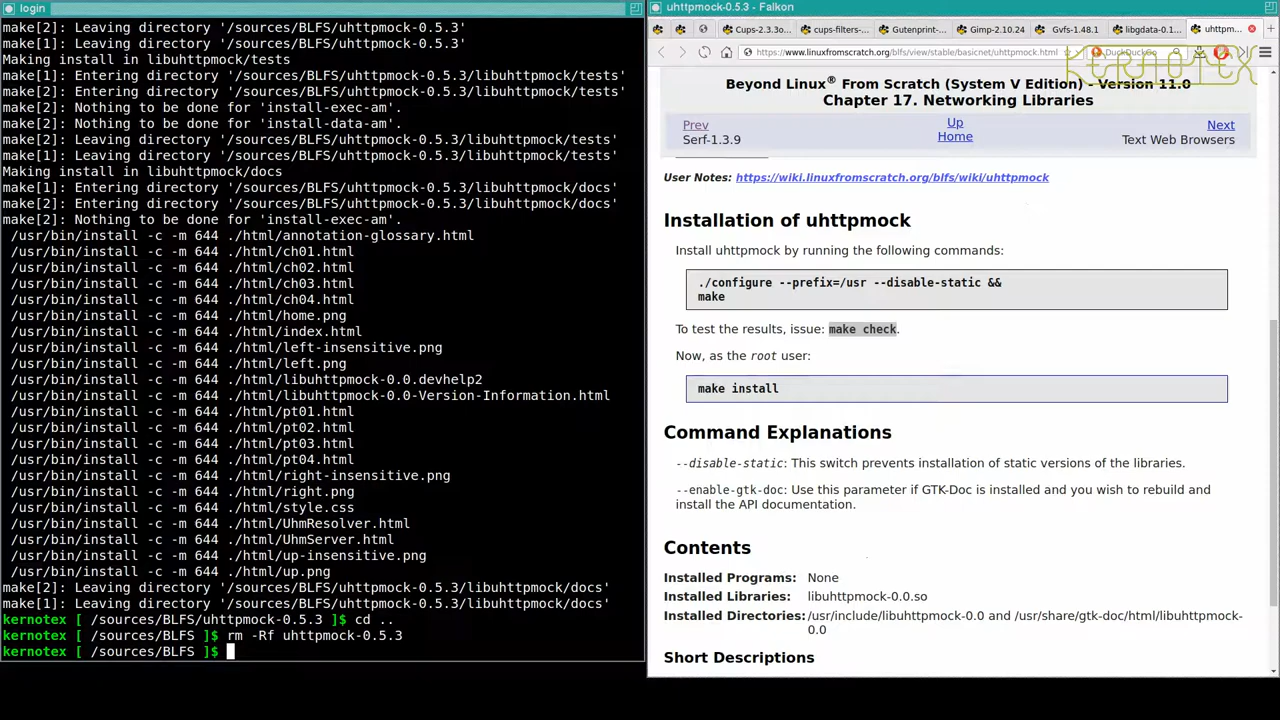 login
make[2]: Leaving directory '/sources/BLFS/uhttpmock-0.5.3'
make[1]: Leaving directory '/sources/BLFS/uhttpmock-0.5.3'
Making install in libuhttpmock/tests
make[1]: Entering directory '/sources/BLFS/uhttpmock-0.5.3/libuhttpmock/tests'
make[2]: Entering directory '/sources/BLFS/uhttpmock-0.5.3/libuhttpmock/tests'
make[2]: Nothing to be done for 'install-exec-am'.
make[2]: Nothing to be done for 'install-data-am'.
make[2]: Leaving directory '/sources/BLFS/uhttpmock-0.5.3/libuhttpmock/tests'
make[1]: Leaving directory '/sources/BLFS/uhttpmock-0.5.3/libuhttpmock/tests'
Making install in libuhttpmock/docs
make[1]: Entering directory '/sources/BLFS/uhttpmock-0.5.3/libuhttpmock/docs'
make[2]: Entering directory '/sources/BLFS/uhttpmock-0.5.3/libuhttpmock/docs'
make[2]: Nothing to be done for 'install-exec-am'.
/usr/bin/install -c -m 644 ./html/annotation-glossary.html
/usr/bin/install -c -m 644 ./html/ch01.html
/usr/bin/install -c -m 644 ./html/ch02.html
/usr/bin/install -c -m 644 ./html/ch03.html
/usr/bin/install -c -m 644 ./html/ch04.html
/usr/bin/install -c -m 644 ./html/home.png
/usr/bin/install -c -m 644 ./html/index.html
/usr/bin/install -c -m 644 ./html/left-insensitive.png
/usr/bin/install -c -m 644 ./html/left.png
/usr/bin/install -c -m 644 ./html/libuhttpmock-0.0.devhelp2
/usr/bin/install -c -m 644 ./html/libuhttpmock-0.0-Version-Information.html
/usr/bin/install -c -m 644 ./html/pt01.html
/usr/bin/install -c -m 644 ./html/pt02.html
/usr/bin/install -c -m 644 ./html/pt03.html
/usr/bin/install -c -m 644 ./html/pt04.html
/usr/bin/install -c -m 644 ./html/right-insensitive.png
/usr/bin/install -c -m 644 ./html/right.png
/usr/bin/install -c -m 644 ./html/style.css
/usr/bin/install -c -m 644 ./html/UhmResolver.html
/usr/bin/install -c -m 644 ./html/UhmServer.html
/usr/bin/install -c -m 644 ./html/up-insensitive.png
/usr/bin/install -c -m 644 ./html/up.png
make[2]: Leaving directory '/sources/BLFS/uhttpmock-0.5.3/libuhttpmock/docs'
make[1]: Leaving directory '/sources/BLFS/uhttpmock-0.5.3/libuhttpmock/docs'
kernotex [ /sources/BLFS/uhttpmock-0.5.3 ]$ cd ..
kernotex [ /sources/BLFS ]$ rm -Rf uhttpmock-0.5.3
kernotex [ /sources/BLFS ]$
uhttpmock-0.5.3 - Falkon
Cups-2.3.3o... cups-filters-... Gutenprint-... Gimp-2.10.24 Gvfs-1.48.1 libgdata-0.1... uhttpm...
https://www.linuxfromscratch.org/blfs/view/stable/basicnet/uhttpmock.html DuckDuckGo
KERNOTEX
Beyond Linux® From Scratch (System V Edition) - Version 11.0
Chapter 17. Networking Libraries
Prev Up Next
Serf-1.3.9 Home Text Web Browsers
User Notes: https://wiki.linuxfromscratch.org/blfs/wiki/uhttpmock
Installation of uhttpmock
Install uhttpmock by running the following commands:
./configure --prefix=/usr --disable-static &&
make
To test the results, issue: make check.
Now, as the root user:
make install
Command Explanations
--disable-static: This switch prevents installation of static versions of the libraries.
--enable-gtk-doc: Use this parameter if GTK-Doc is installed and you wish to rebuild and
install the API documentation.
Contents
Installed Programs: None
Installed Libraries: libuhttpmock-0.0.so
Installed Directories: /usr/include/libuhttpmock-0.0 and /usr/share/gtk-doc/html/libuhttpmock-
0.0
Short Descriptions